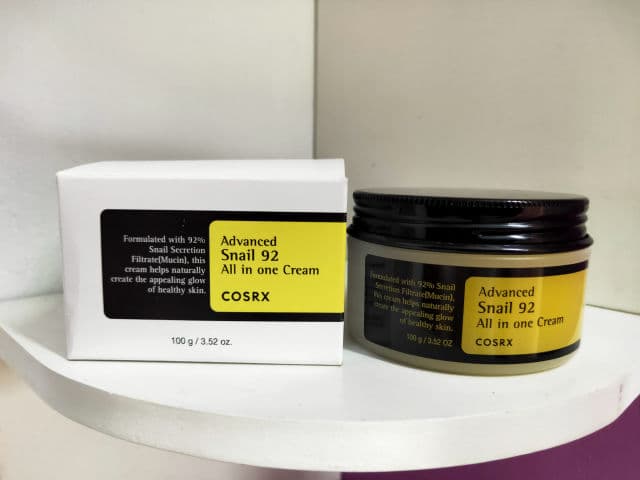 Formulated with 92%
Snail Secretion
Filtrate(Mucin), this
cream helps naturally
create the appealing glow
of healthy skin.
Advanced
Snail 92
All in one Cream
COSRX
100 g / 3.52 oz.
Formulated with 92% Snail
Secretion Filtrate(Mucin),
this cream helps naturally
create the appealing glow
of healthy skin.
100 g / 3.52 OZ
Advanced
Snail 92
All in one Cream
COSRX